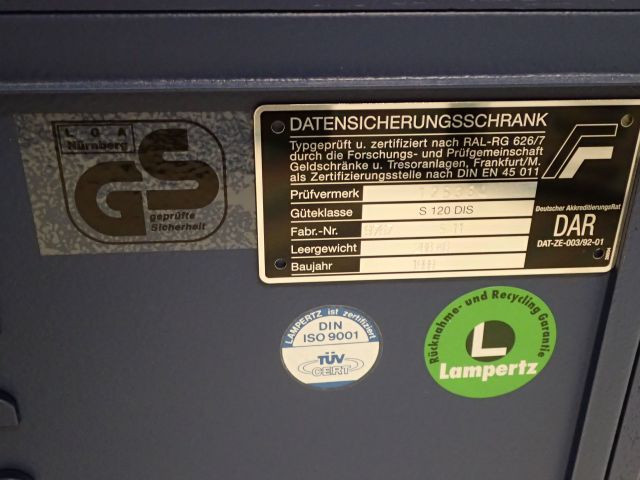 LGA
Nürnberg
GS
geprüfte
Sicherheit
DATENSICHERUNGSSCHRANK
Typgeprüft u. zertifiziert nach RAL-RG 626/7
durch die Forschungs- und Prüfgemeinschaft
Geldschränke u. Tresoranlagen, Frankfurt/M.
als Zertifizierungsstelle nach DIN EN 45 011
Prüfvermerk
Güteklasse S 120 DIS
Fabr.-Nr.
Leergewicht
Baujahr
Deutscher AkkreditierungsRat
DAR
DAT-ZE-003/92-01
LAMPERTZ ist zertifiziert
DIN
ISO 9001
TÜV
CERT
Rücknahme- und Recycling Garantie
L
Lampertz